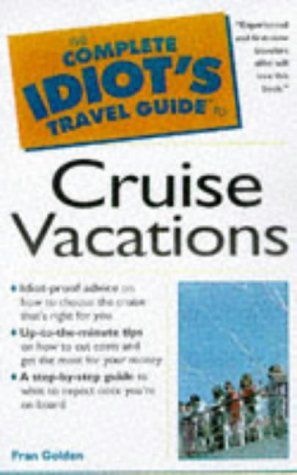 THE
COMPLETE
IDIOT'S
TRAVEL GUIDE TO
"Experienced
and first-time
travelers
alike will
love this
book."
Cruise
Vacations
Idiot-proof advice on
how to choose the cruise
that's right for you
Up-to-the-minute tips
on how to cut costs and
get the most for your money
A step-by-step guide to
what to expect once you're
on board
Fran Golden